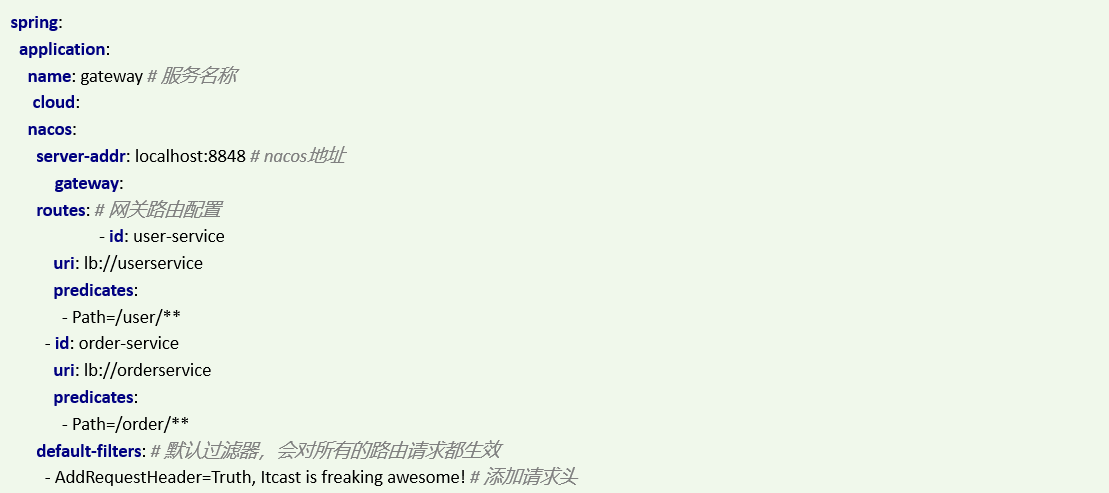 spring:
application:
name: gateway # 服务名称
cloud:
nacos:
server-addr: localhost:8848 # nacos地址
gateway:
routes: # 网关路由配置
- id: user-service
uri: lb://userservice
predicates:
- Path=/user/**
- id: order-service
uri: lb://orderservice
predicates:
- Path=/order/**
default-filters: # 默认过滤器，会对所有的路由请求都生效
- AddRequestHeader=Truth, Itcast is freaking awesome! # 添加请求头